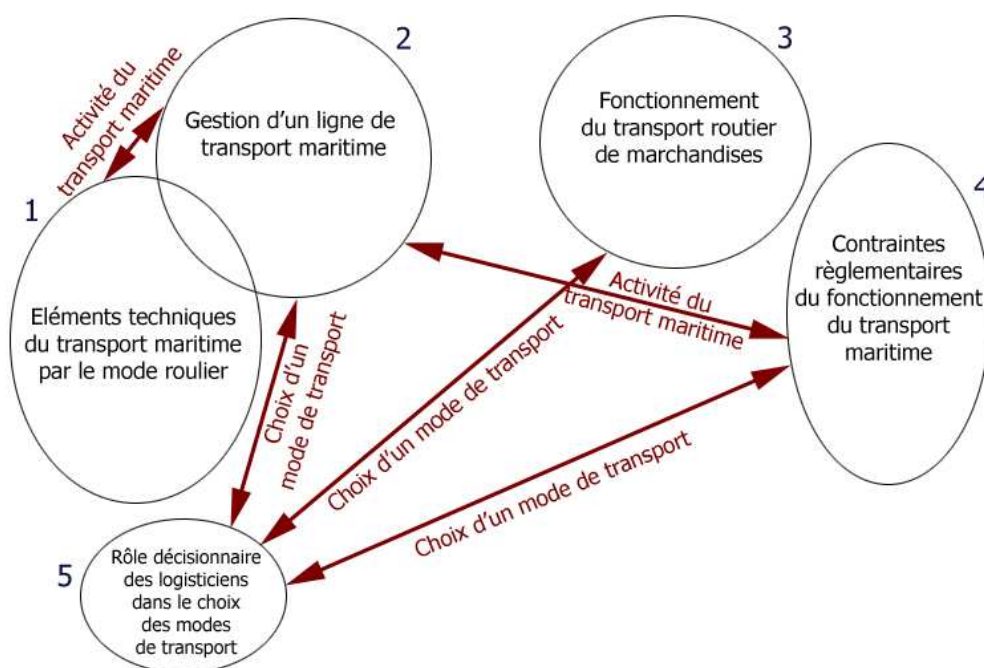 2
Activité du
transport maritime
Gestion d'un ligne de
transport maritime
3
Fonctionnement
du transport routier
de marchandises
4
Contraintes
règlementaires
du fonctionnement
du transport
maritime
1
Eléments techniques
du transport maritime
par le mode roulier
Activité du
transport maritime
Choix d'un
mode de transport
Choix d'un mode de transport
Choix d'un mode de transport
5
Rôle décisionnaire
des logisticiens
dans le choix
des modes
de transport